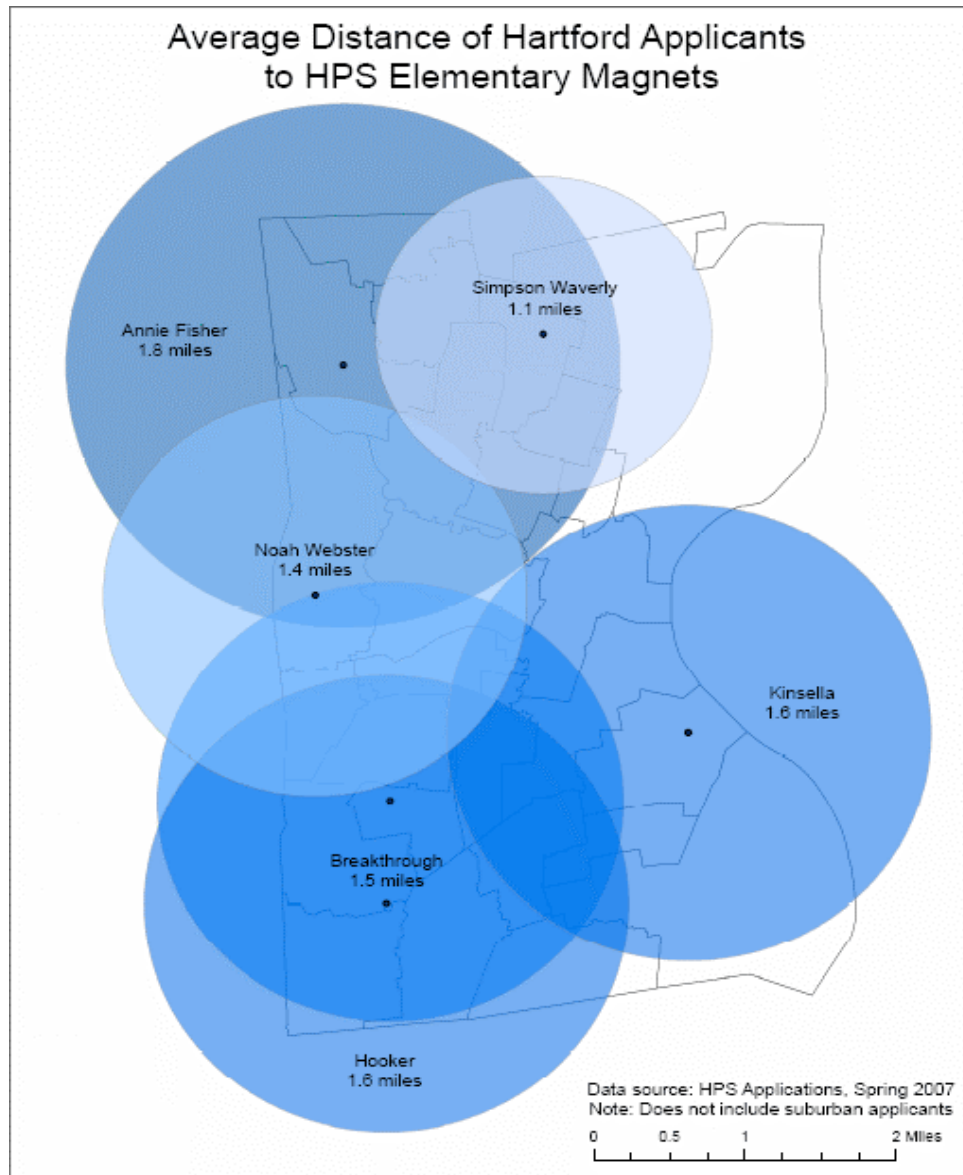 Average Distance of Hartford Applicants
to HPS Elementary Magnets
Simpson Waverly
1.1 miles
Annie Fisher
1.8 miles
Noah Webster
1.4 miles
Kinsella
1.6 miles
Breakthrough
1.5 miles
Hooker
1.6 miles
Data source: HPS Applications, Spring 2007
Note: Does not include suburban applicants
0 0.5 1 2 Miles